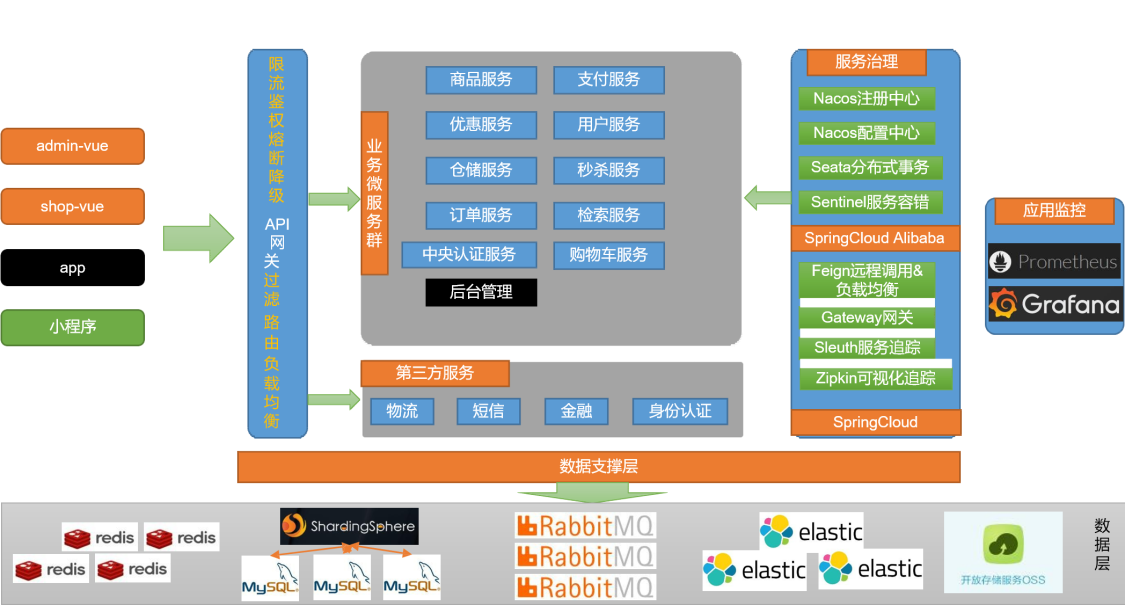 admin-vue
shop-vue
app
小程序
限流鉴权熔断降级
API
网关
过滤
路由
负载均衡
业务微服务群
商品服务
支付服务
优惠服务
用户服务
仓储服务
秒杀服务
订单服务
检索服务
中央认证服务
购物车服务
后台管理
第三方服务
物流
短信
金融
身份认证
服务治理
Nacos注册中心
Nacos配置中心
Seata分布式事务
Sentinel服务容错
SpringCloud Alibaba
Feign远程调用&
负载均衡
Gateway网关
Sleuth服务追踪
Zipkin可视化追踪
SpringCloud
应用监控
Prometheus
Grafana
数据支撑层
redis
redis
redis
redis
ShardingSphere
MySQL
MySQL
MySQL
RabbitMQ
RabbitMQ
RabbitMQ
elastic
elastic
elastic
开放存储服务OSS
数据层